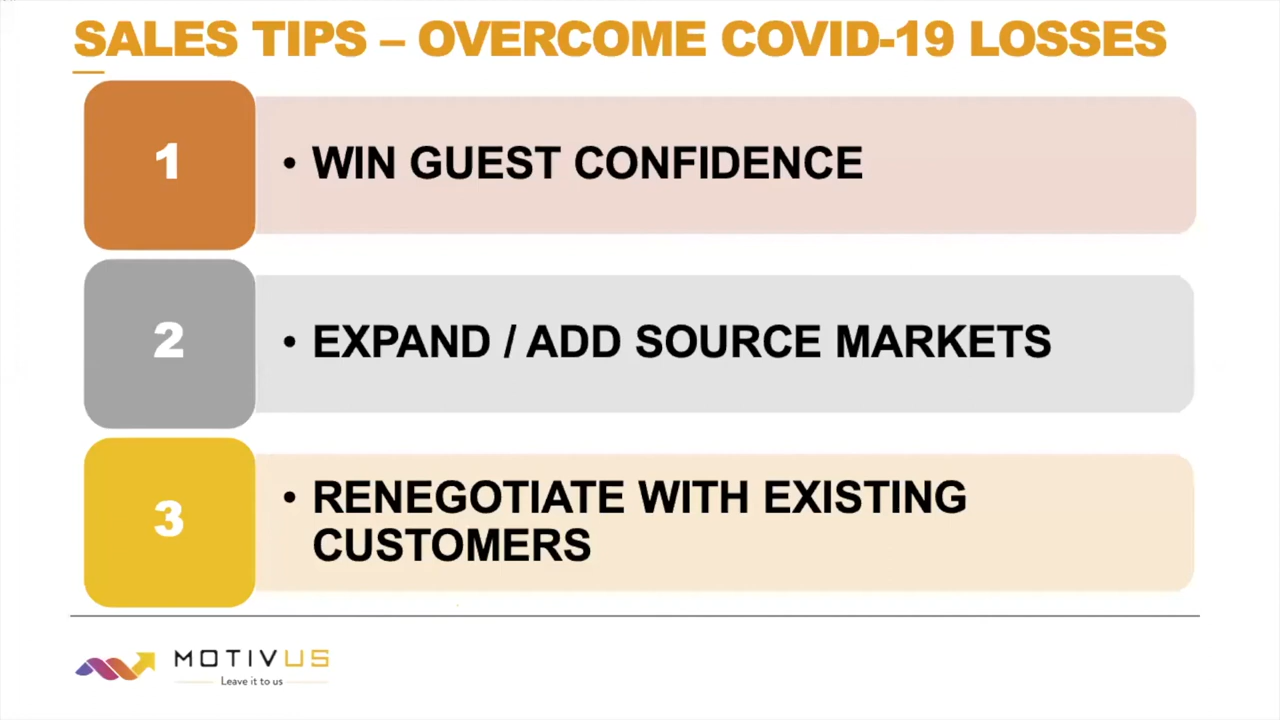 SALES TIPS – OVERCOME COVID-19 LOSSES
1
• WIN GUEST CONFIDENCE
2
• EXPAND / ADD SOURCE MARKETS
3
• RENEGOTIATE WITH EXISTING
CUSTOMERS
MOTIVUS
Leave it to us